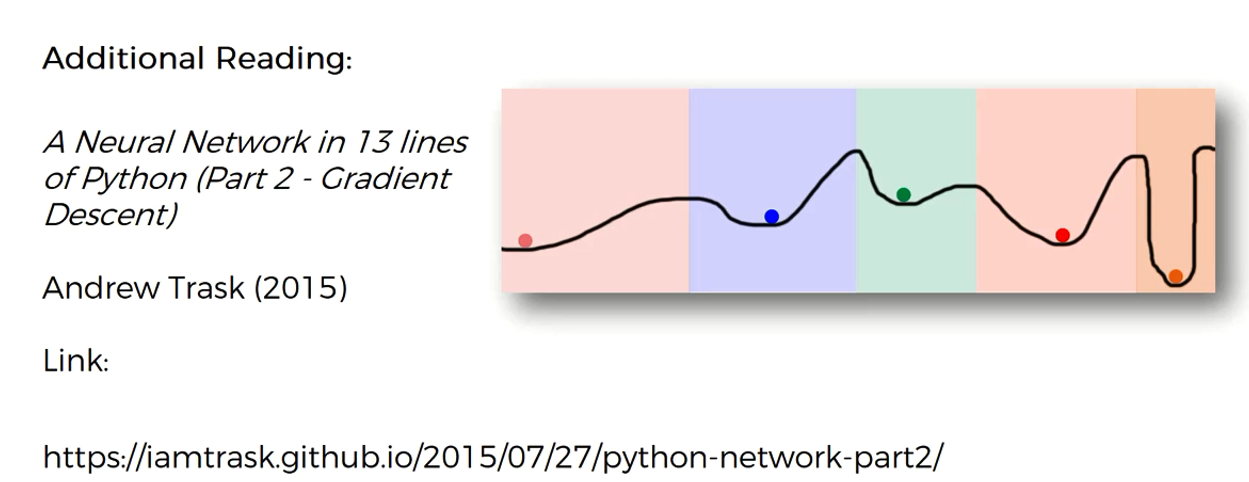 Additional Reading:
A Neural Network in 13 lines
of Python (Part 2 - Gradient
Descent)
Andrew Trask (2015)
Link:
https://iamtrask.github.io/2015/07/27/python-network-part2/